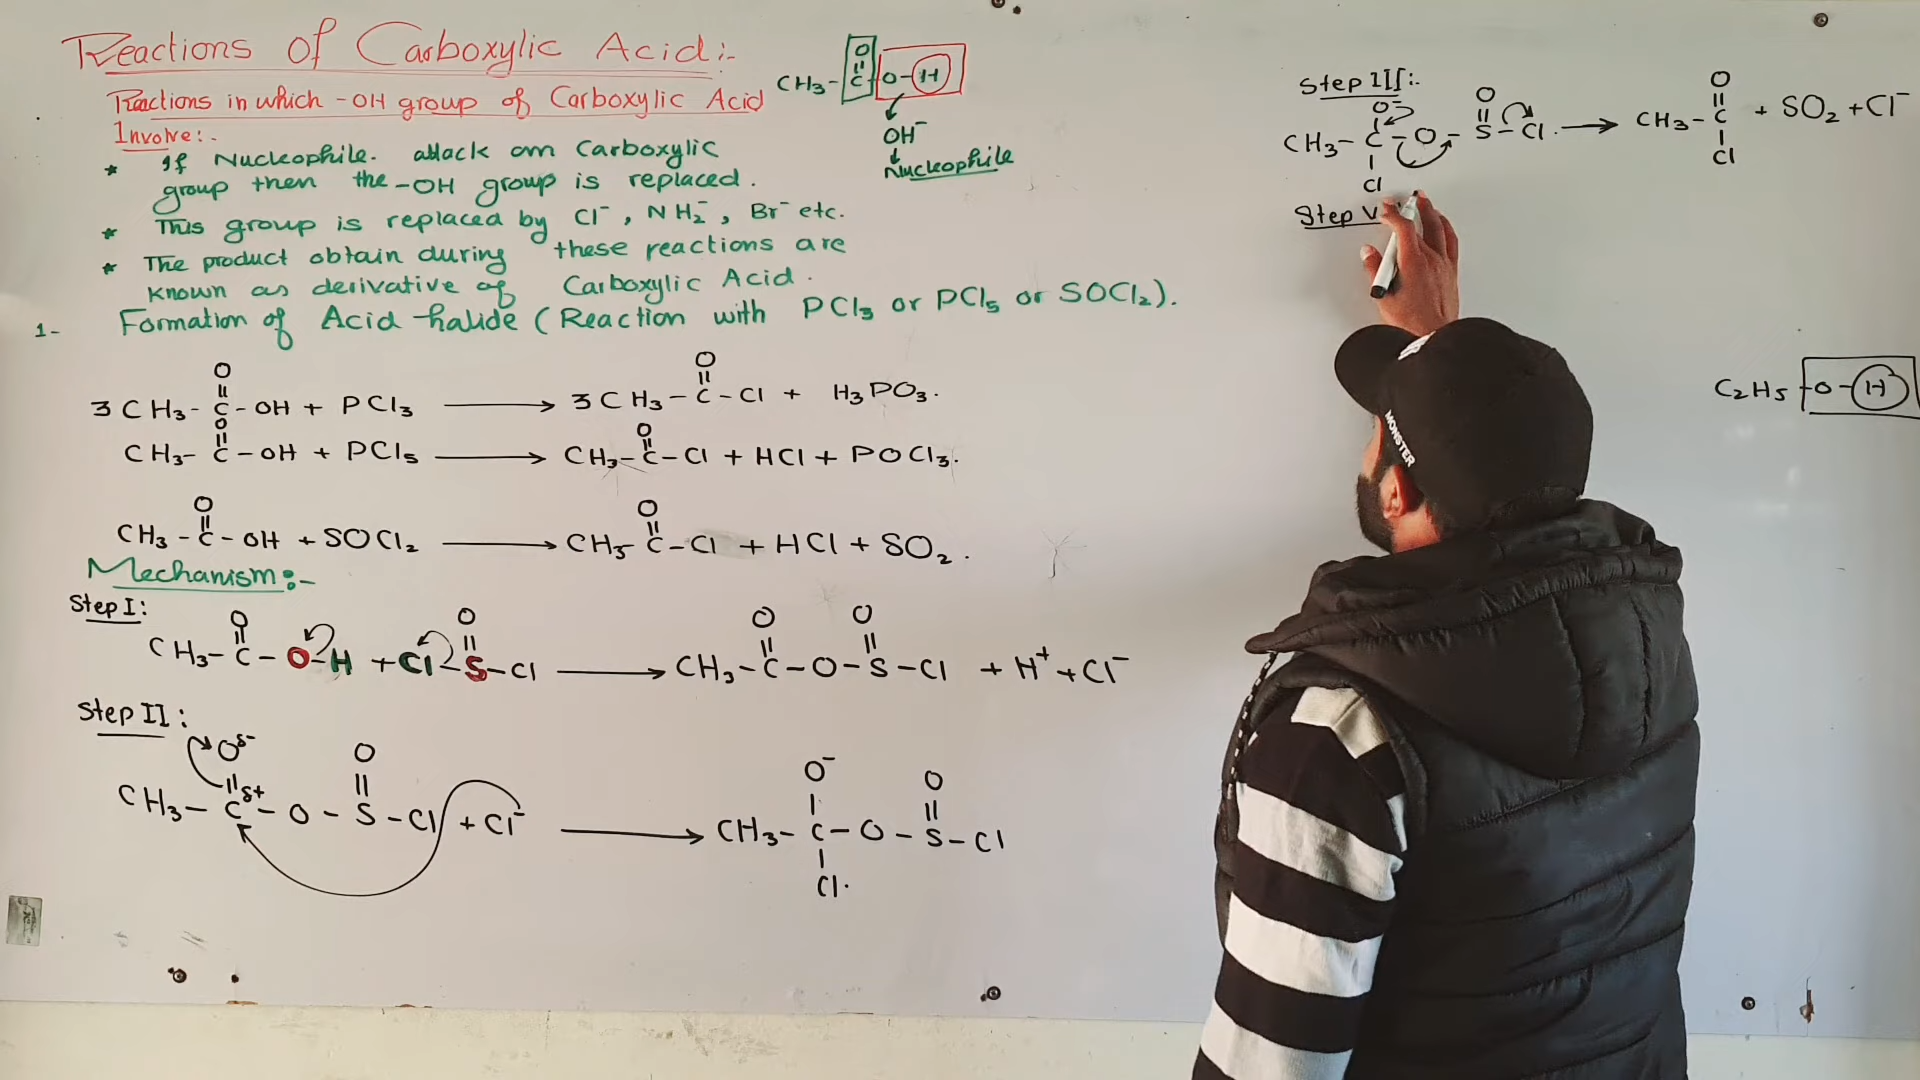 Reactions of Carboxylic Acid:-
Reactions in which -OH group of Carboxylic Acid
Involve:-
* If Nucleophile. attack om Carboxylic
group then the -OH group is replaced.
* This group is replaced by Cl⁻, NH₂⁻, Br⁻ etc.
* The product obtain during these reactions are
known as derivative of Carboxylic Acid.
1- Formation of Acid halide (Reaction with PCl₃ or PCl₅ or SOCl₂).
O
||
CH₃-C-O-H
OH⁻
Nucleophile
O O
|| ||
3CH₃-C-OH + PCl₃ → 3CH₃-C-Cl + H₃PO₃.
O O
|| ||
CH₃-C-OH + PCl₅ → CH₃-C-Cl + HCl + POCl₃.
O O
|| ||
CH₃-C-OH + SOCl₂ → CH₃-C-Cl + HCl + SO₂.
Mechanism:-
Step I:
O O O O
|| || || ||
CH₃-C-O-H + Cl-S-Cl → CH₃-C-O-S-Cl + H⁺ + Cl⁻
Step II:
Oδ⁻ O O⁻ O
|| δ+ || | ||
CH₃-C-O-S-Cl + Cl⁻ → CH₃-C-O-S-Cl
|
Cl.
Step III:-
O⁻ O O
| || ||
CH₃-C-O-S-Cl. → CH₃-C + SO₂ + Cl⁻
| |
Cl Cl
Step V
C₂H₅-O-H
MONSTER